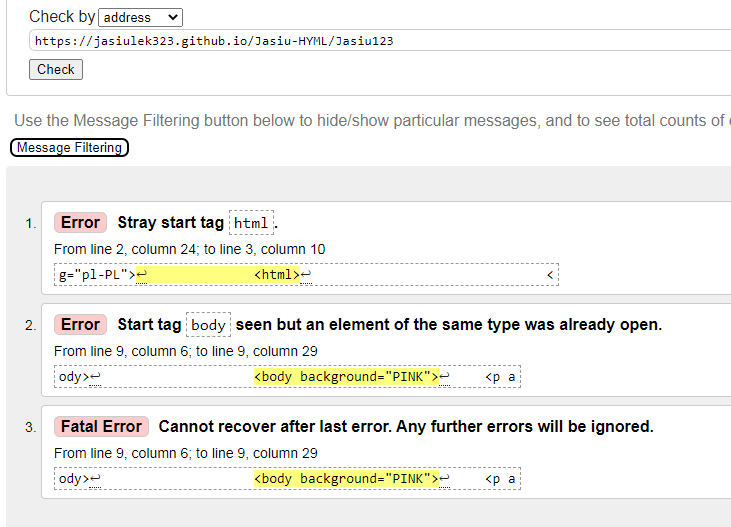 Check by address
https://jasiulek323.github.io/Jasiu-HYML/Jasiu123
Check
Use the Message Filtering button below to hide/show particular messages, and to see total counts of
Message Filtering
1. Error Stray start tag html.
From line 2, column 24; to line 3, column 10
g="pl-PL">↩ <html>↩ <
2. Error Start tag body seen but an element of the same type was already open.
From line 9, column 6; to line 9, column 29
ody>↩ <body background="PINK">↩ <p a
3. Fatal Error Cannot recover after last error. Any further errors will be ignored.
From line 9, column 6; to line 9, column 29
ody>↩ <body background="PINK">↩ <p a